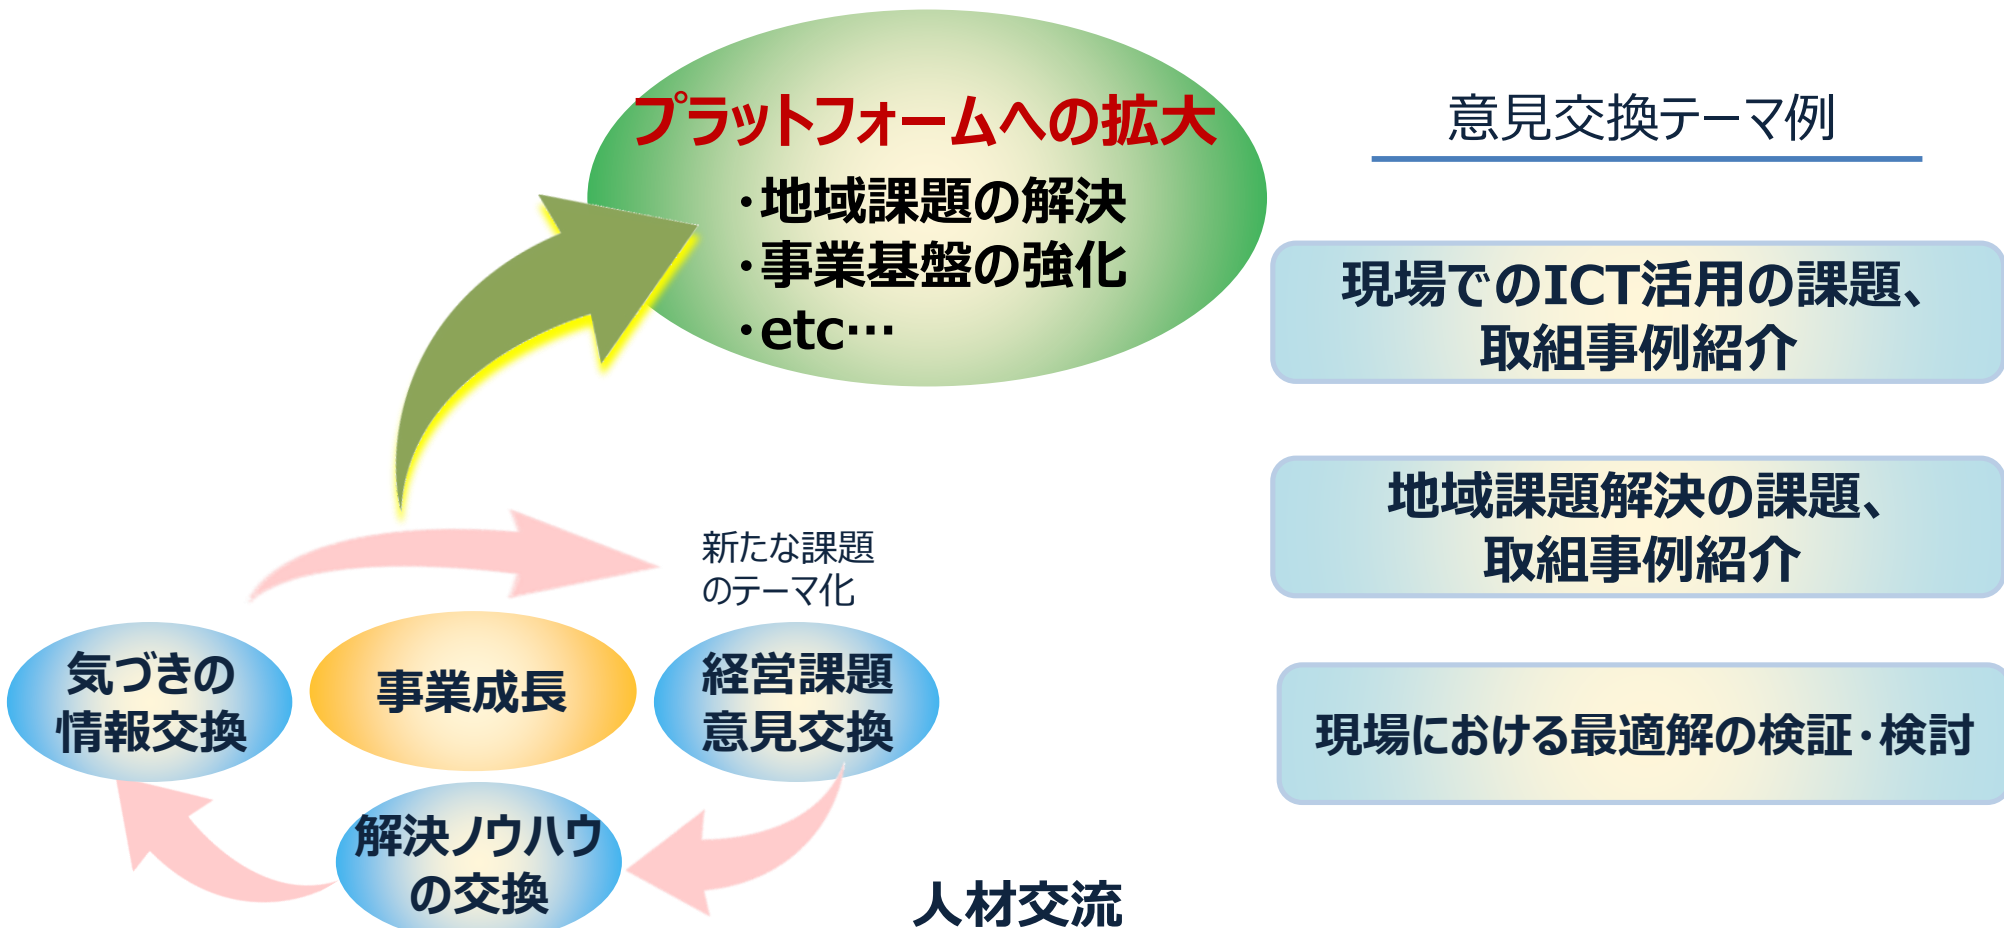 プラットフォームへの拡大
・地域課題の解決
・事業基盤の強化
・etc…
意見交換テーマ例
現場でのICT活用の課題、
取組事例紹介
地域課題解決の課題、
取組事例紹介
現場における最適解の検証・検討
新たな課題
のテーマ化
気づきの
情報交換
事業成長
経営課題
意見交換
解決ノウハウ
の交換
人材交流